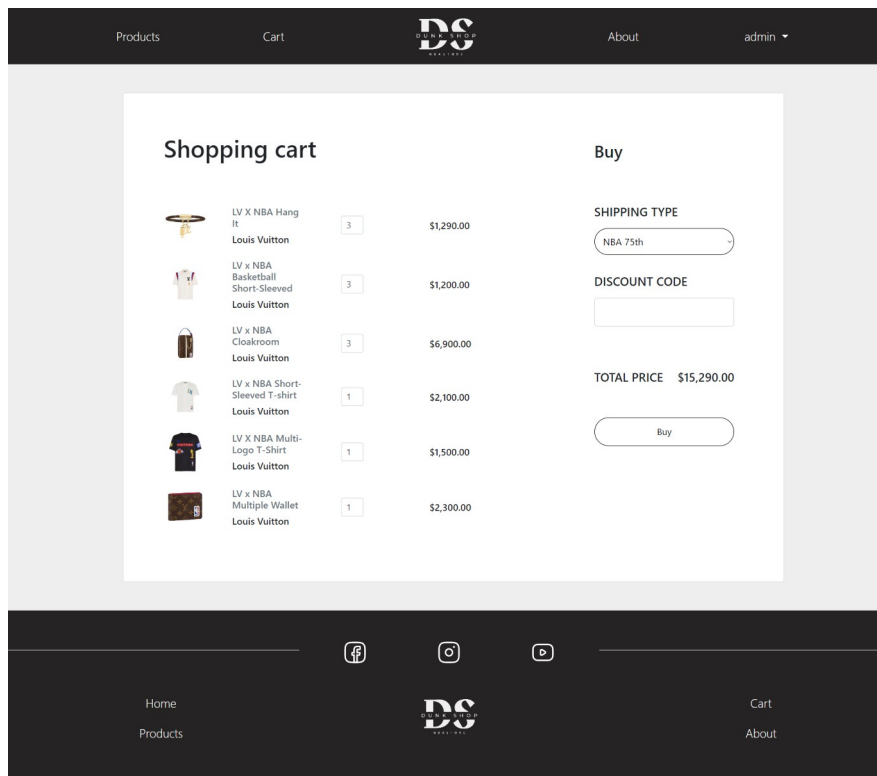 Products
Cart
DS
DUNK SHOP
About
admin
Shopping cart
Buy
LV X NBA Hang
It
Louis Vuitton
3
$1,290.00
LV x NBA
Basketball
Short-Sleeved
Louis Vuitton
3
$1,200.00
LV x NBA
Cloakroom
Louis Vuitton
3
$6,900.00
LV x NBA Short-
Sleeved T-shirt
Louis Vuitton
1
$2,100.00
LV X NBA Multi-
Logo T-Shirt
Louis Vuitton
1
$1,500.00
LV x NBA
Multiple Wallet
Louis Vuitton
1
$2,300.00
SHIPPING TYPE
NBA 75th
DISCOUNT CODE
TOTAL PRICE $15,290.00
Buy
Home
Products
DS
DUNK SHOP
Cart
About